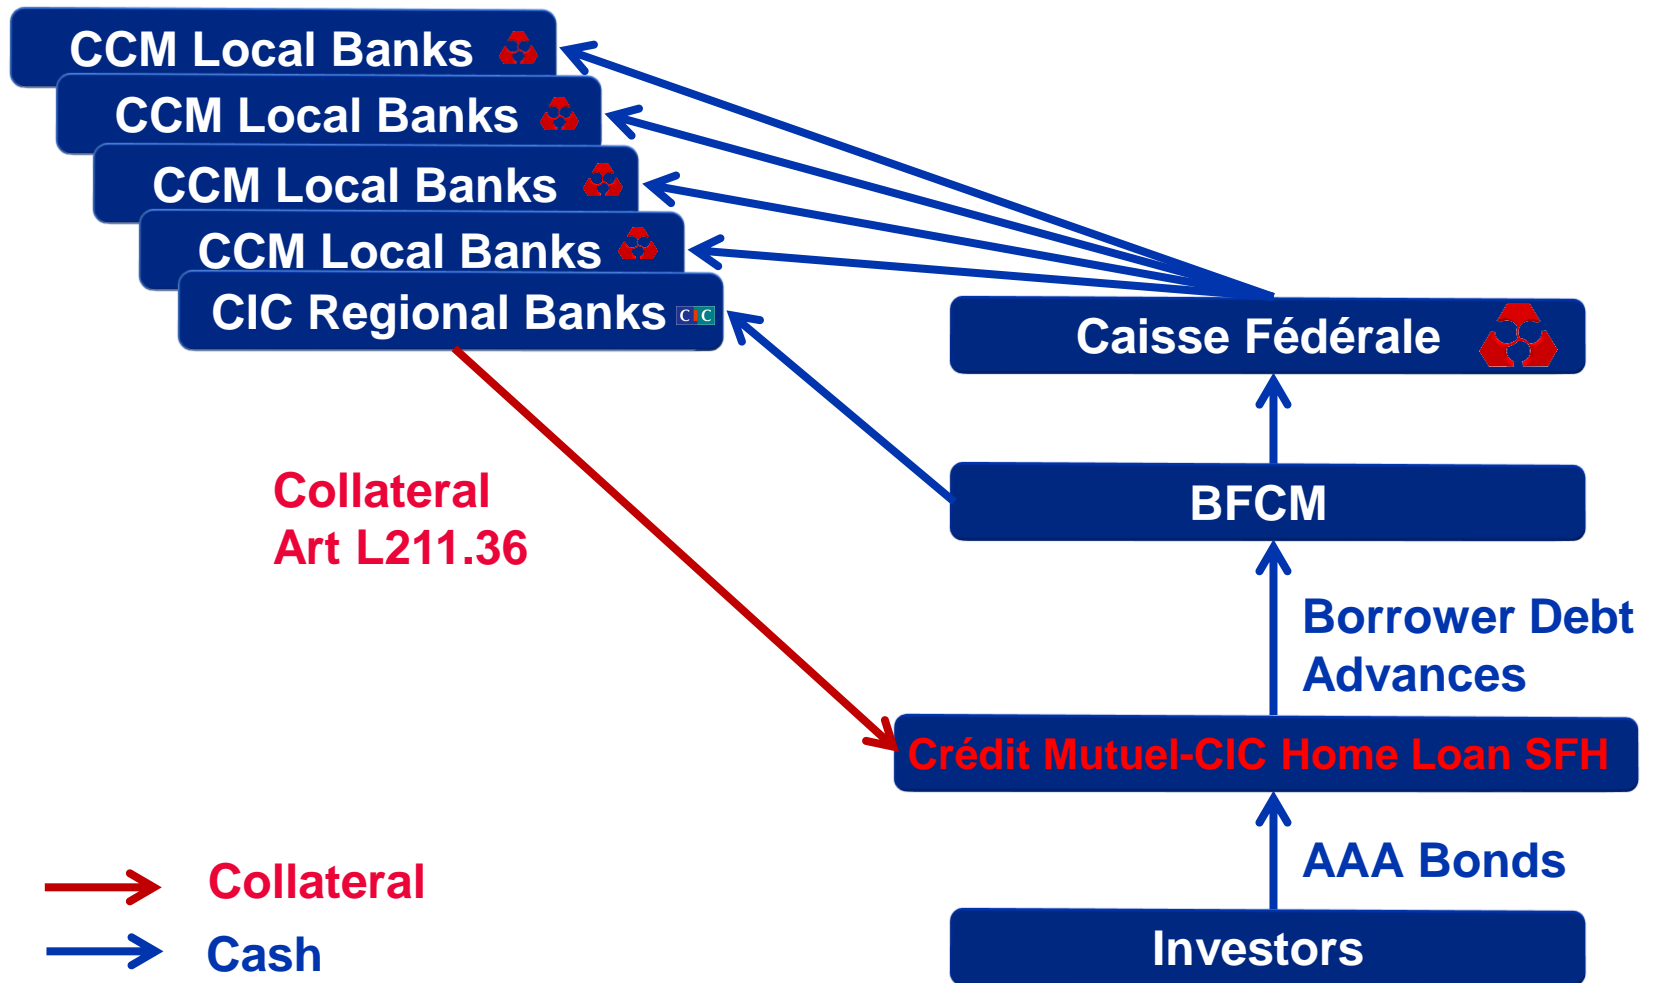 CCM Local Banks
CCM Local Banks
CCM Local Banks
CCM Local Banks
CIC Regional Banks CIC
Caisse Fédérale
BFCM
Collateral
Art L211.36
Borrower Debt
Advances
Crédit Mutuel-CIC Home Loan SFH
AAA Bonds
Investors
Collateral
Cash